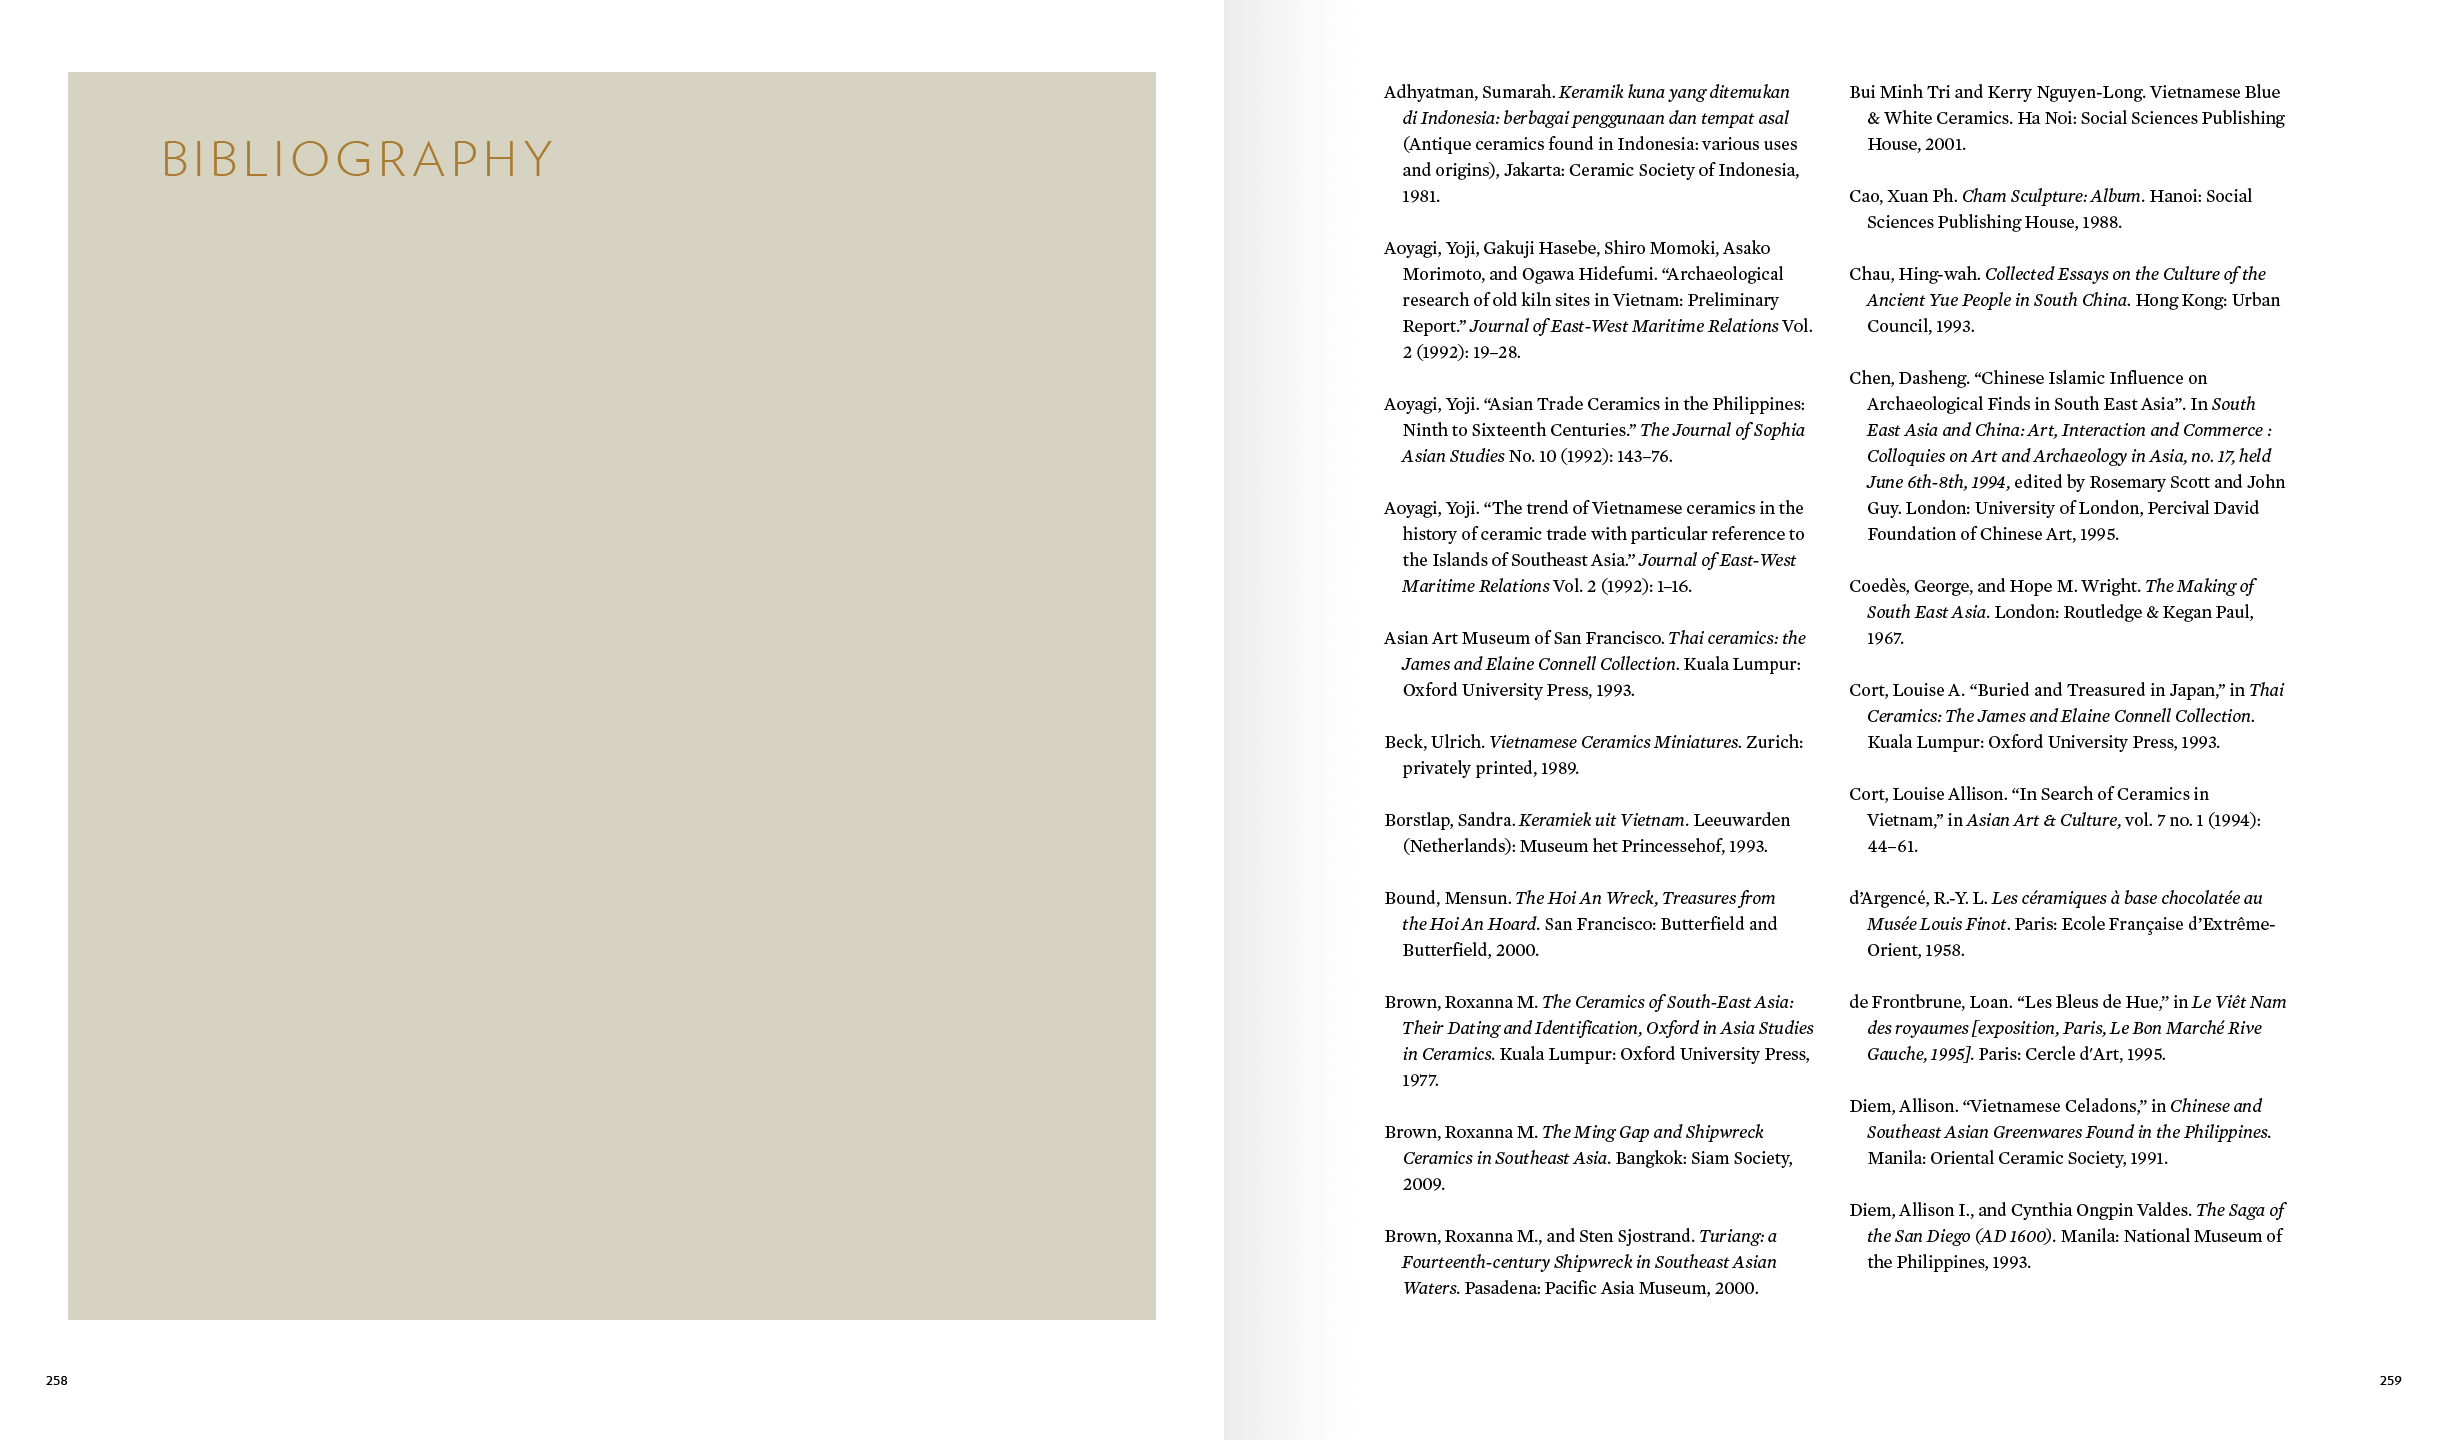 BIBLIOGRAPHY
258
Adhyatman, Sumarah. Keramik kuna yang ditemukan
di Indonesia: berbagai penggunaan dan tempat asal
(Antique ceramics found in Indonesia: various uses
and origins), Jakarta: Ceramic Society of Indonesia,
1981.
Aoyagi, Yoji, Gakuji Hasebe, Shiro Momoki, Asako
Morimoto, and Ogawa Hidefumi. “Archaeological
research of old kiln sites in Vietnam: Preliminary
Report.” Journal of East-West Maritime Relations Vol.
2 (1992): 19–28.
Aoyagi, Yoji. “Asian Trade Ceramics in the Philippines:
Ninth to Sixteenth Centuries.” The Journal of Sophia
Asian Studies No. 10 (1992): 143–76.
Aoyagi, Yoji. “The trend of Vietnamese ceramics in the
history of ceramic trade with particular reference to
the Islands of Southeast Asia.” Journal of East-West
Maritime Relations Vol. 2 (1992): 1–16.
Asian Art Museum of San Francisco. Thai ceramics: the
James and Elaine Connell Collection. Kuala Lumpur:
Oxford University Press, 1993.
Beck, Ulrich. Vietnamese Ceramics Miniatures. Zurich:
privately printed, 1989.
Borstlap, Sandra. Keramiek uit Vietnam. Leeuwarden
(Netherlands): Museum het Princessehof, 1993.
Bound, Mensun. The Hoi An Wreck, Treasures from
the Hoi An Hoard. San Francisco: Butterfield and
Butterfield, 2000.
Brown, Roxanna M. The Ceramics of South-East Asia:
Their Dating and Identification, Oxford in Asia Studies
in Ceramics. Kuala Lumpur: Oxford University Press,
1977.
Brown, Roxanna M. The Ming Gap and Shipwreck
Ceramics in Southeast Asia. Bangkok: Siam Society,
2009.
Brown, Roxanna M., and Sten Sjostrand. Turiang: a
Fourteenth-century Shipwreck in Southeast Asian
Waters. Pasadena: Pacific Asia Museum, 2000.
Bui Minh Tri and Kerry Nguyen-Long. Vietnamese Blue
& White Ceramics. Ha Noi: Social Sciences Publishing
House, 2001.
Cao, Xuan Ph. Cham Sculpture: Album. Hanoi: Social
Sciences Publishing House, 1988.
Chau, Hing-wah. Collected Essays on the Culture of the
Ancient Yue People in South China. Hong Kong: Urban
Council, 1993.
Chen, Dasheng. “Chinese Islamic Influence on
Archaeological Finds in South East Asia”. In South
East Asia and China: Art, Interaction and Commerce :
Colloquies on Art and Archaeology in Asia, no. 17, held
June 6th-8th, 1994, edited by Rosemary Scott and John
Guy. London: University of London, Percival David
Foundation of Chinese Art, 1995.
Coedès, George, and Hope M. Wright. The Making of
South East Asia. London: Routledge & Kegan Paul,
1967.
Cort, Louise A. “Buried and Treasured in Japan,” in Thai
Ceramics: The James and Elaine Connell Collection.
Kuala Lumpur: Oxford University Press, 1993.
Cort, Louise Allison. “In Search of Ceramics in
Vietnam,” in Asian Art & Culture, vol. 7 no. 1 (1994):
44–61.
d’Argencé, R.-Y. L. Les céramiques à base chocolatée au
Musée Louis Finot. Paris: Ecole Française d’Extrême-
Orient, 1958.
de Frontbrune, Loan. “Les Bleus de Hue,” in Le Viêt Nam
des royaumes [exposition, Paris, Le Bon Marché Rive
Gauche, 1995]. Paris: Cercle d'Art, 1995.
Diem, Allison. “Vietnamese Celadons,” in Chinese and
Southeast Asian Greenwares Found in the Philippines.
Manila: Oriental Ceramic Society, 1991.
Diem, Allison I., and Cynthia Ongpin Valdes. The Saga of
the San Diego (AD 1600). Manila: National Museum of
the Philippines, 1993.
259